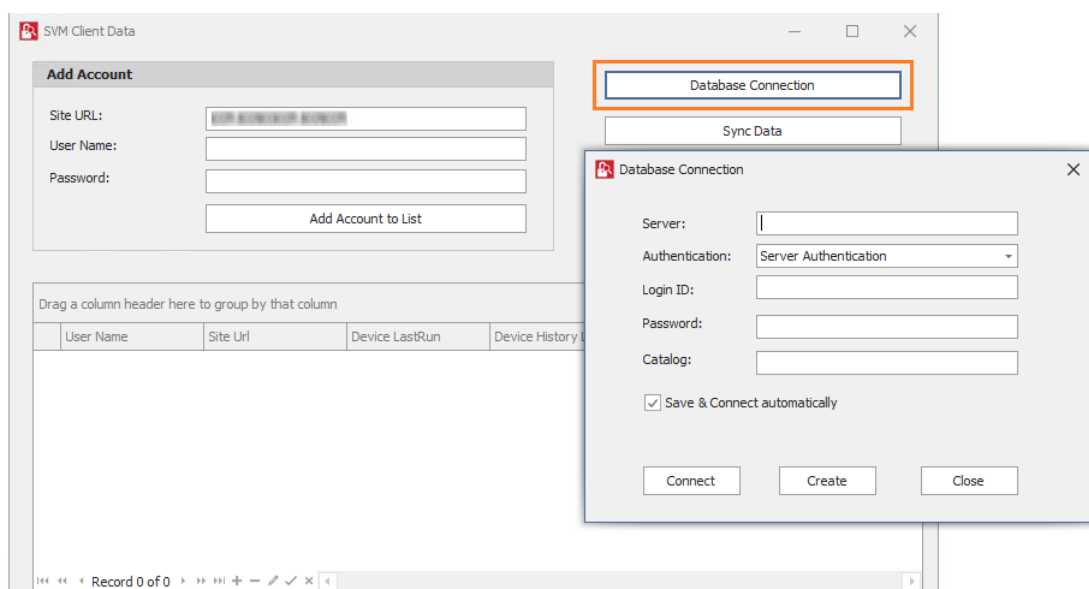 SVM Client Data
Add Account
Site URL:
User Name:
Password:
Add Account to List
Database Connection
Sync Data
Drag a column header here to group by that column
User Name Site Url Device LastRun Device History
Record 0 of 0
Database Connection
Server:
Authentication: Server Authentication
Login ID:
Password:
Catalog:
Save & Connect automatically
Connect Create Close